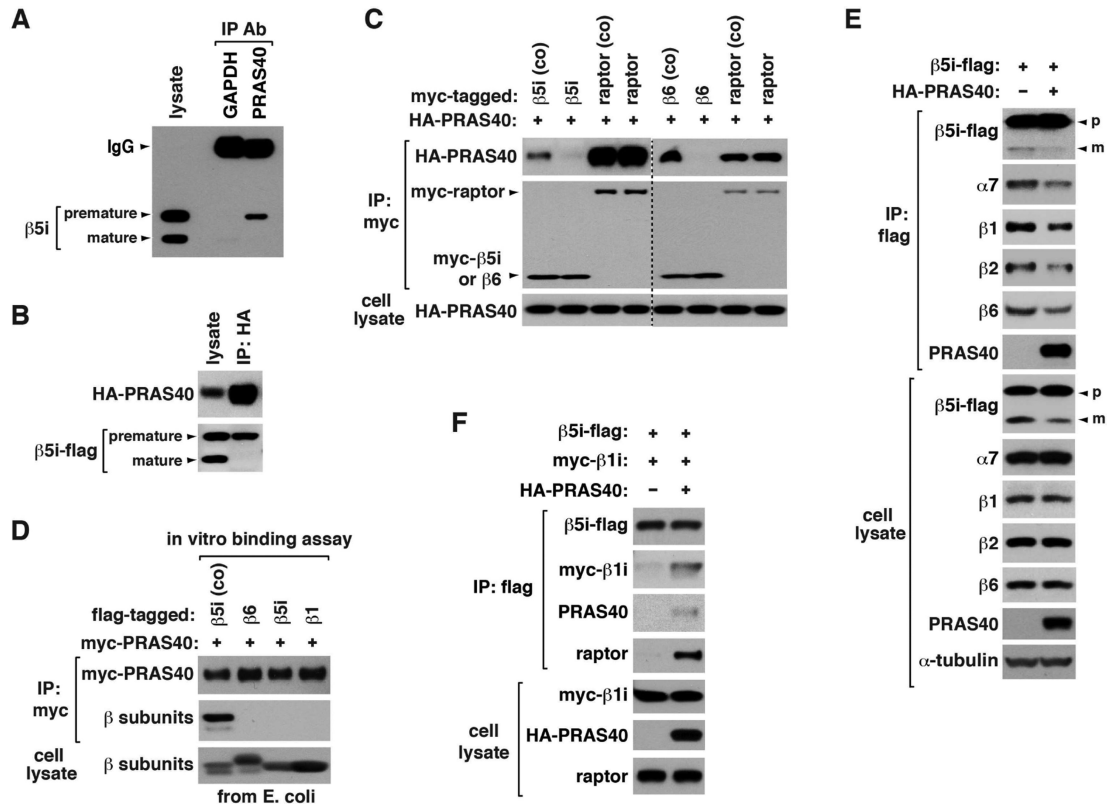 A
IP Ab
lysate
GAPDH
PRAS40
IgG
β5i
premature
mature
B
lysate
IP: HA
HA-PRAS40
β5i-flag
premature
mature
C
β5i (co)
β5i
raptor (co)
raptor
β6 (co)
β6
raptor (co)
raptor
myc-tagged:
HA-PRAS40: + + + + + + + +
IP:
myc
HA-PRAS40
myc-raptor
myc-β5i
or β6
cell
lysate
HA-PRAS40
D
in vitro binding assay
β5i (co)
β6
β5i
β1
flag-tagged:
myc-PRAS40: + + + +
IP:
myc
myc-PRAS40
β subunits
cell
lysate
β subunits
from E. coli
E
β5i-flag: + +
HA-PRAS40: − +
IP:
flag
β5i-flag
p
m
α7
β1
β2
β6
PRAS40
cell
lysate
β5i-flag
p
m
α7
β1
β2
β6
PRAS40
α-tubulin
F
β5i-flag: + +
myc-β1i: + +
HA-PRAS40: − +
IP: flag
β5i-flag
myc-β1i
PRAS40
raptor
cell
lysate
myc-β1i
HA-PRAS40
raptor